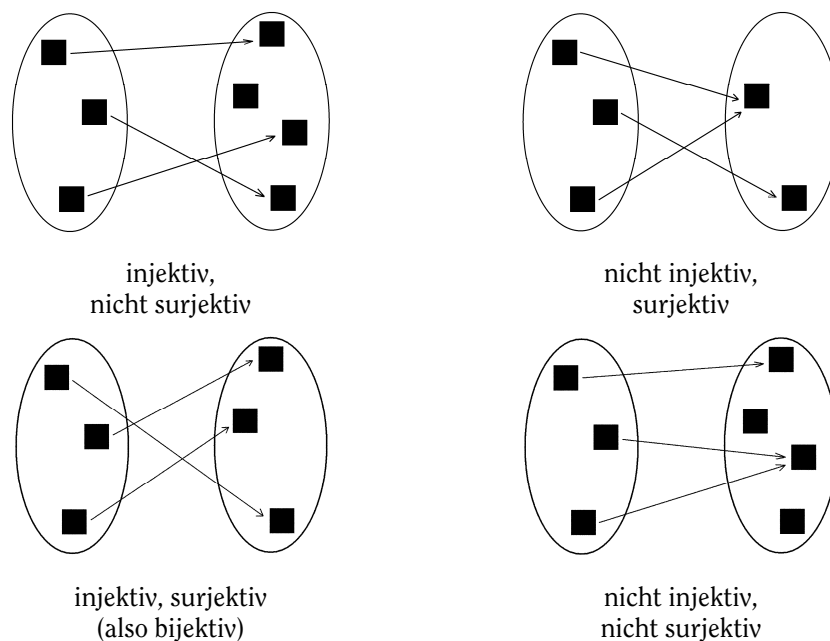 injektiv,
nicht surjektiv
nicht injektiv,
surjektiv
injektiv, surjektiv
(also bijektiv)
nicht injektiv,
nicht surjektiv